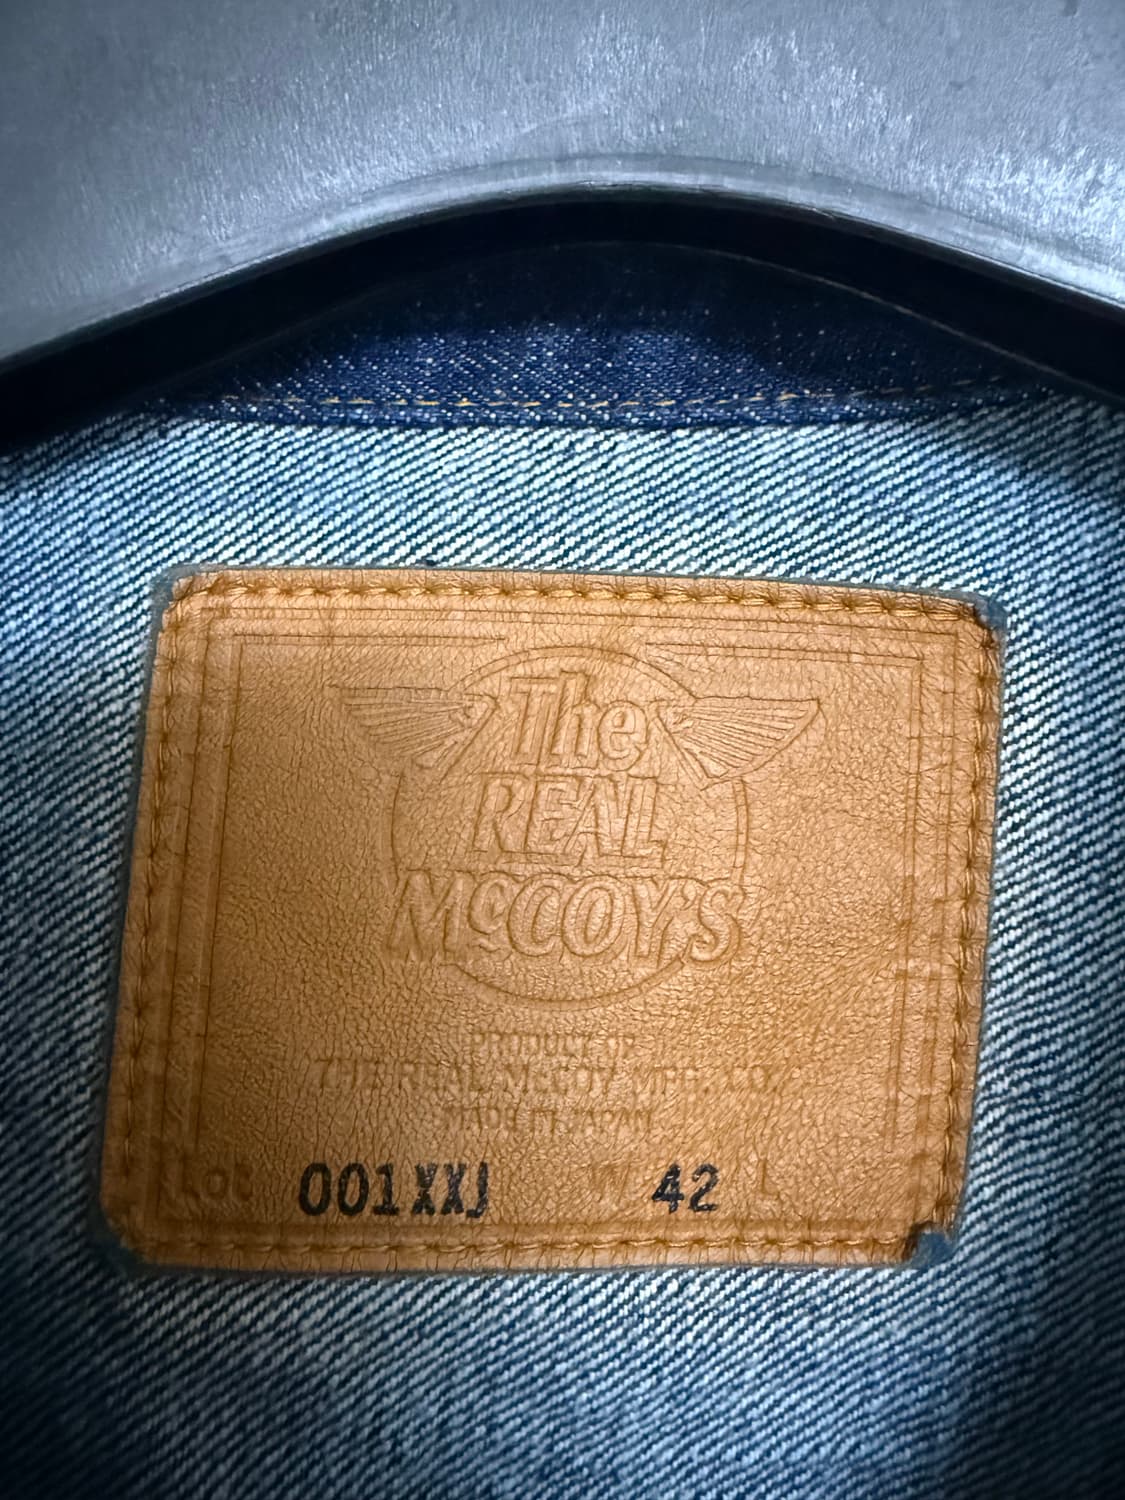 The
REAL
McCOY'S
PRODUCT OF
THE REAL McCOY MFG. CO.
MADE IN JAPAN
LOT 001XXJ W 42 L